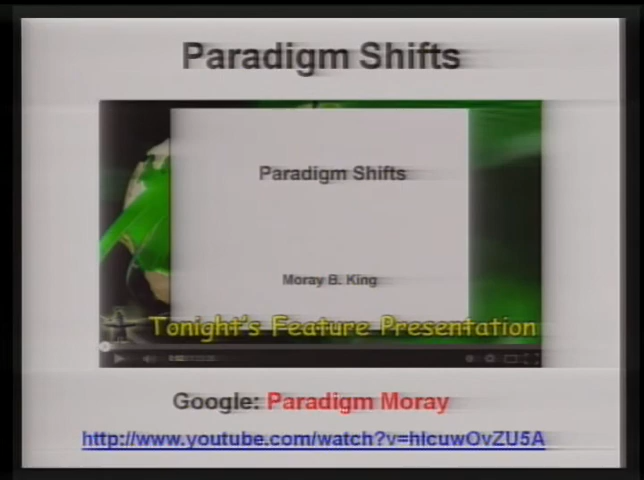 Paradigm Shifts
Paradigm Shifts
Moray B. King
Tonight's Feature Presentation
Google: Paradigm Moray
http://www.youtube.com/watch?v=hIcuwOvZU5A